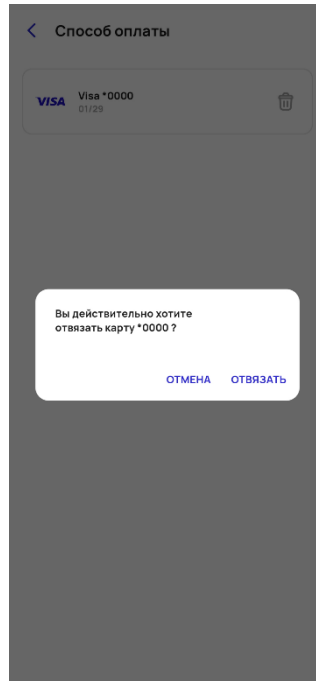 Способ оплаты
VISA
Visa *0000
01/29
Вы действительно хотите
отвязать карту *0000 ?
ОТМЕНА ОТВЯЗАТЬ